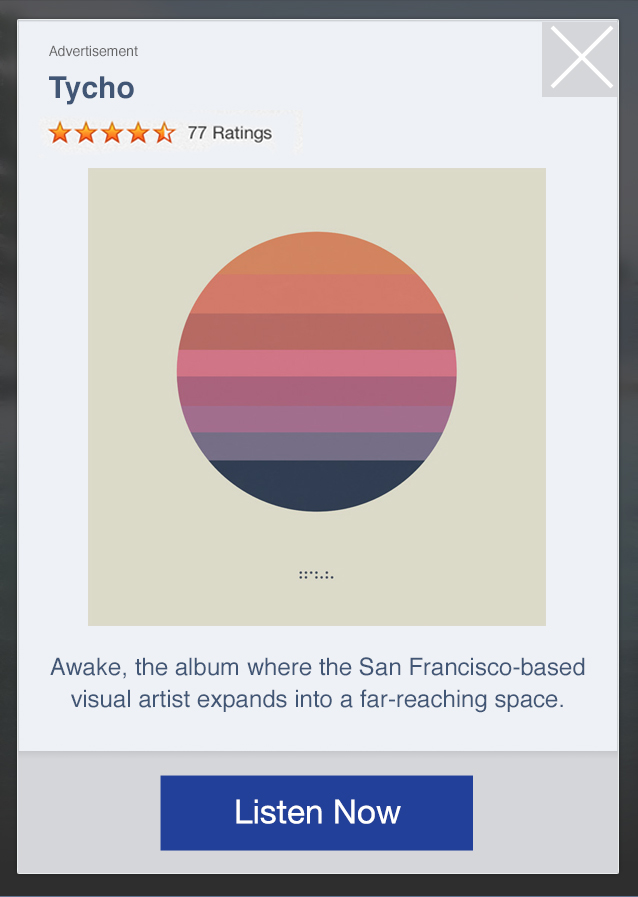 Advertisement
Tycho
77 Ratings
Awake, the album where the San Francisco-based
visual artist expands into a far-reaching space.
Listen Now